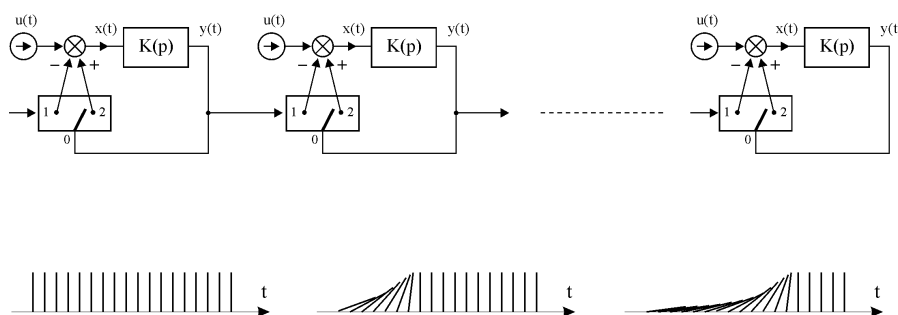 u(t) x(t) K(p) y(t) u(t) x(t) K(p) y(t) u(t) x(t) K(p) y(t
− + − + − +
1 2 1 2 1 2
0 0 0
t t t